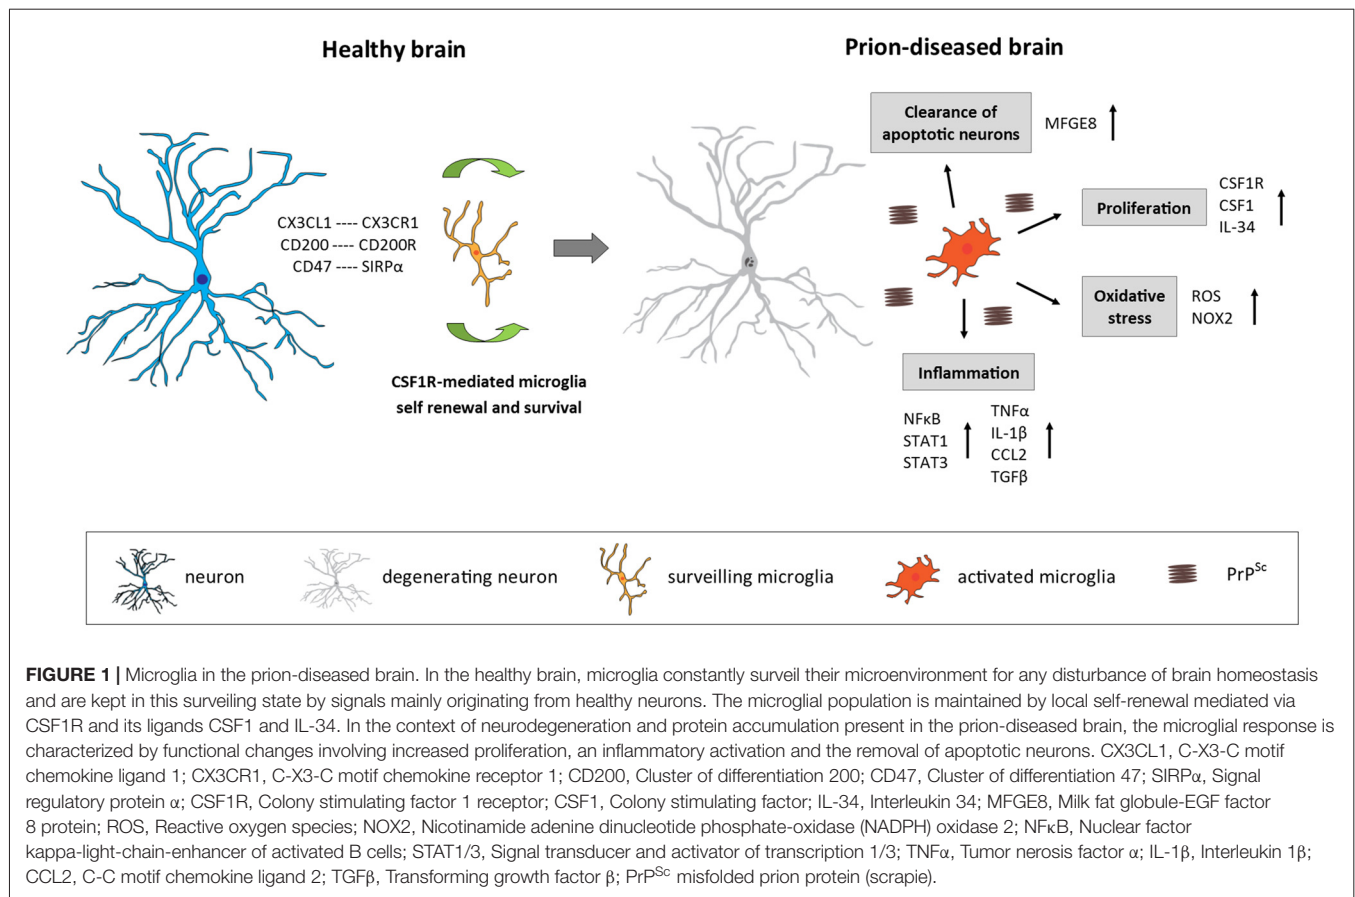 Healthy brain
Prion-diseased brain
CX3CL1 ---- CX3CR1
CD200 ---- CD200R
CD47 ---- SIRPα
CSF1R-mediated microglia
self renewal and survival
Clearance of
apoptotic neurons
MFGE8
Proliferation
CSF1R
CSF1
IL-34
Oxidative
stress
ROS
NOX2
Inflammation
NFκB
STAT1
STAT3
TNFα
IL-1β
CCL2
TGFβ
neuron
degenerating neuron
surveilling microglia
activated microglia
PrPSc
FIGURE 1 | Microglia in the prion-diseased brain. In the healthy brain, microglia constantly surveil their microenvironment for any disturbance of brain homeostasis
and are kept in this surveiling state by signals mainly originating from healthy neurons. The microglial population is maintained by local self-renewal mediated via
CSF1R and its ligands CSF1 and IL-34. In the context of neurodegeneration and protein accumulation present in the prion-diseased brain, the microglial response is
characterized by functional changes involving increased proliferation, an inflammatory activation and the removal of apoptotic neurons. CX3CL1, C-X3-C motif
chemokine ligand 1; CX3CR1, C-X3-C motif chemokine receptor 1; CD200, Cluster of differentiation 200; CD47, Cluster of differentiation 47; SIRPα, Signal
regulatory protein α; CSF1R, Colony stimulating factor 1 receptor; CSF1, Colony stimulating factor; IL-34, Interleukin 34; MFGE8, Milk fat globule-EGF factor
8 protein; ROS, Reactive oxygen species; NOX2, Nicotinamide adenine dinucleotide phosphate-oxidase (NADPH) oxidase 2; NFκB, Nuclear factor
kappa-light-chain-enhancer of activated B cells; STAT1/3, Signal transducer and activator of transcription 1/3; TNFα, Tumor nerosis factor α; IL-1β, Interleukin 1β;
CCL2, C-C motif chemokine ligand 2; TGFβ, Transforming growth factor β; PrPSc misfolded prion protein (scrapie).